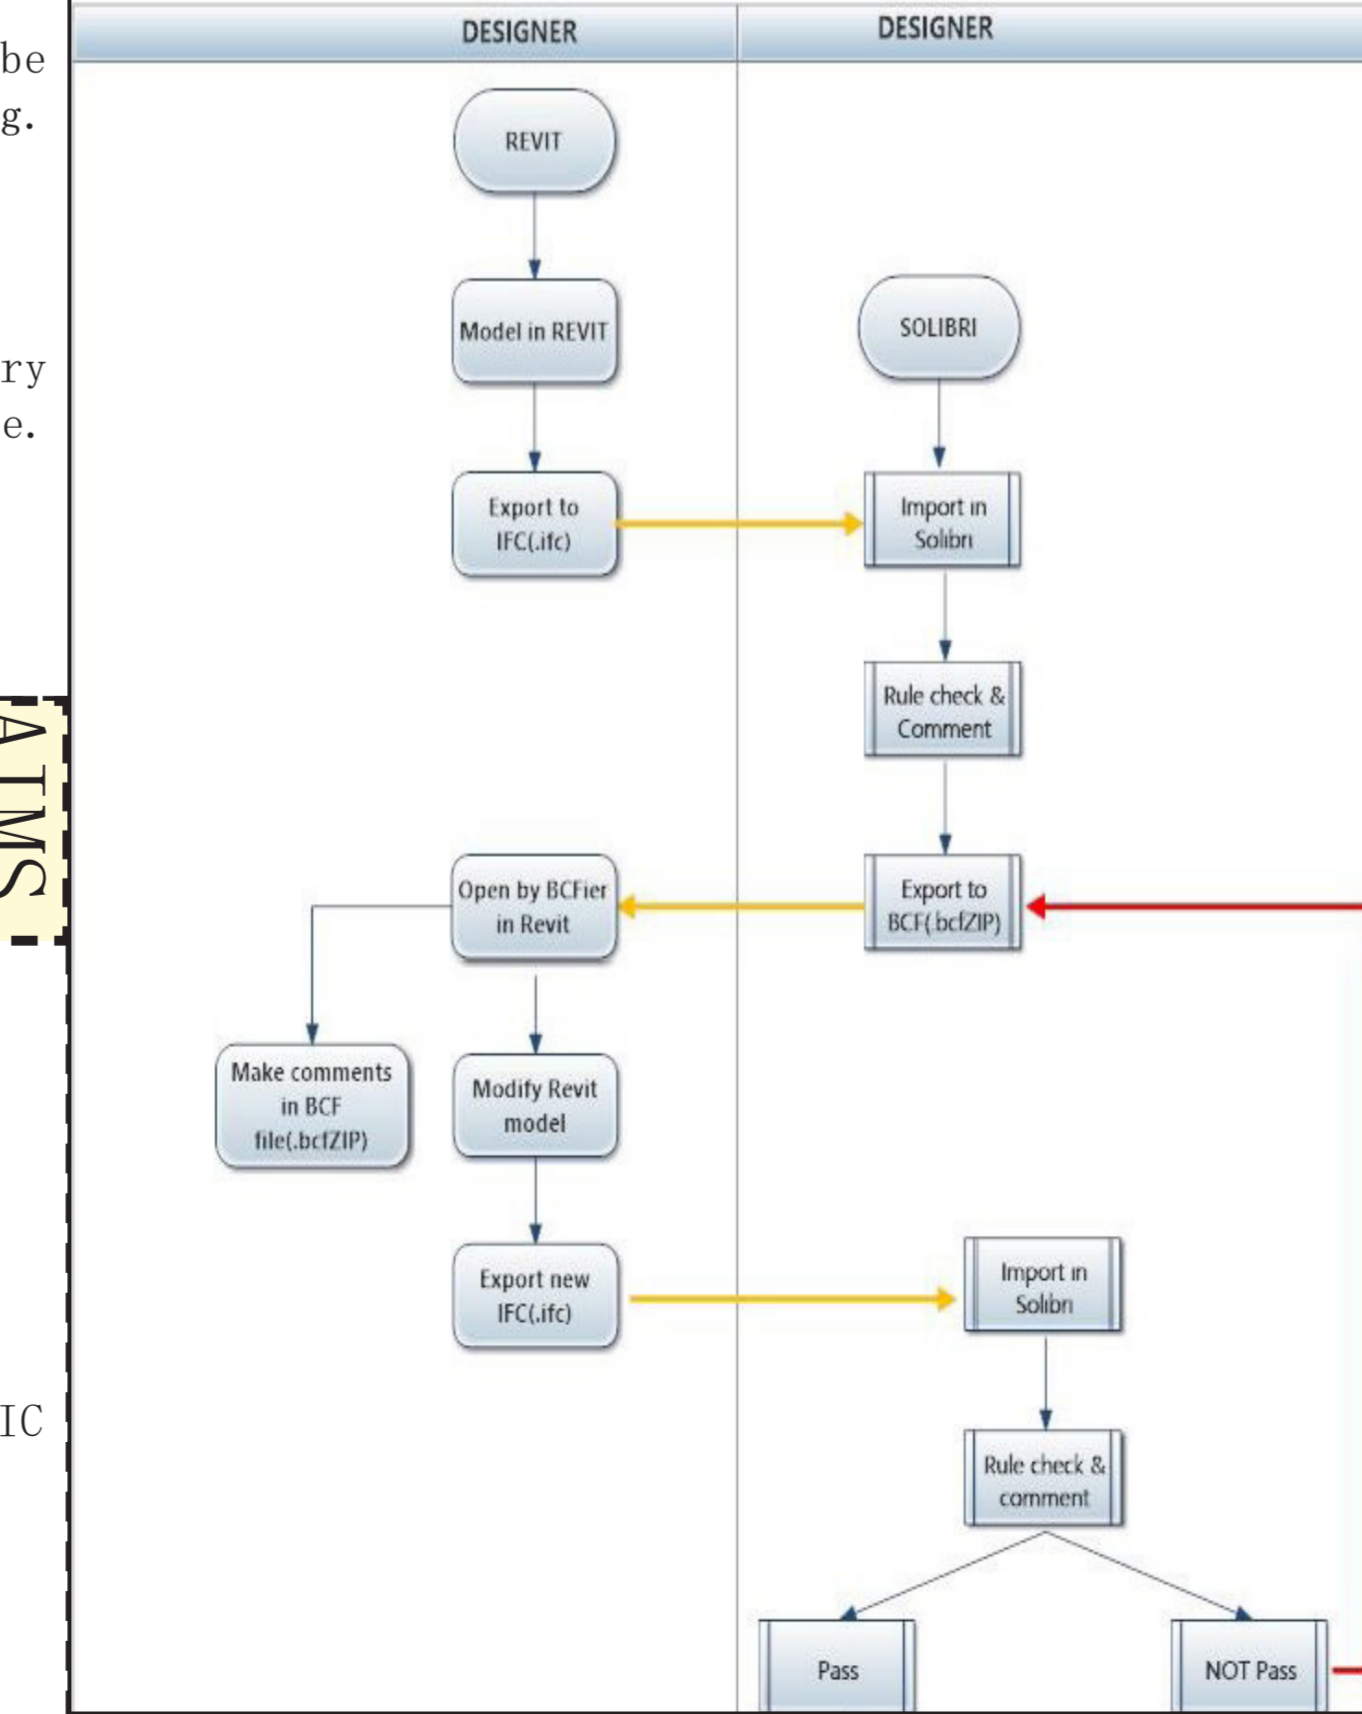 be
g.
ry
e.
AIMS
IC
DESIGNER
REVIT
Model in REVIT
Export to
IFC(.ifc)
Open by BCFier
in Revit
Make comments
in BCF
file(.bcfZIP)
Modify Revit
model
Export new
IFC(.ifc)
DESIGNER
SOLIBRI
Import in
Solibri
Rule check &
Comment
Export to
BCF(.bcfZIP)
Import in
Solibri
Rule check &
comment
Pass
NOT Pass